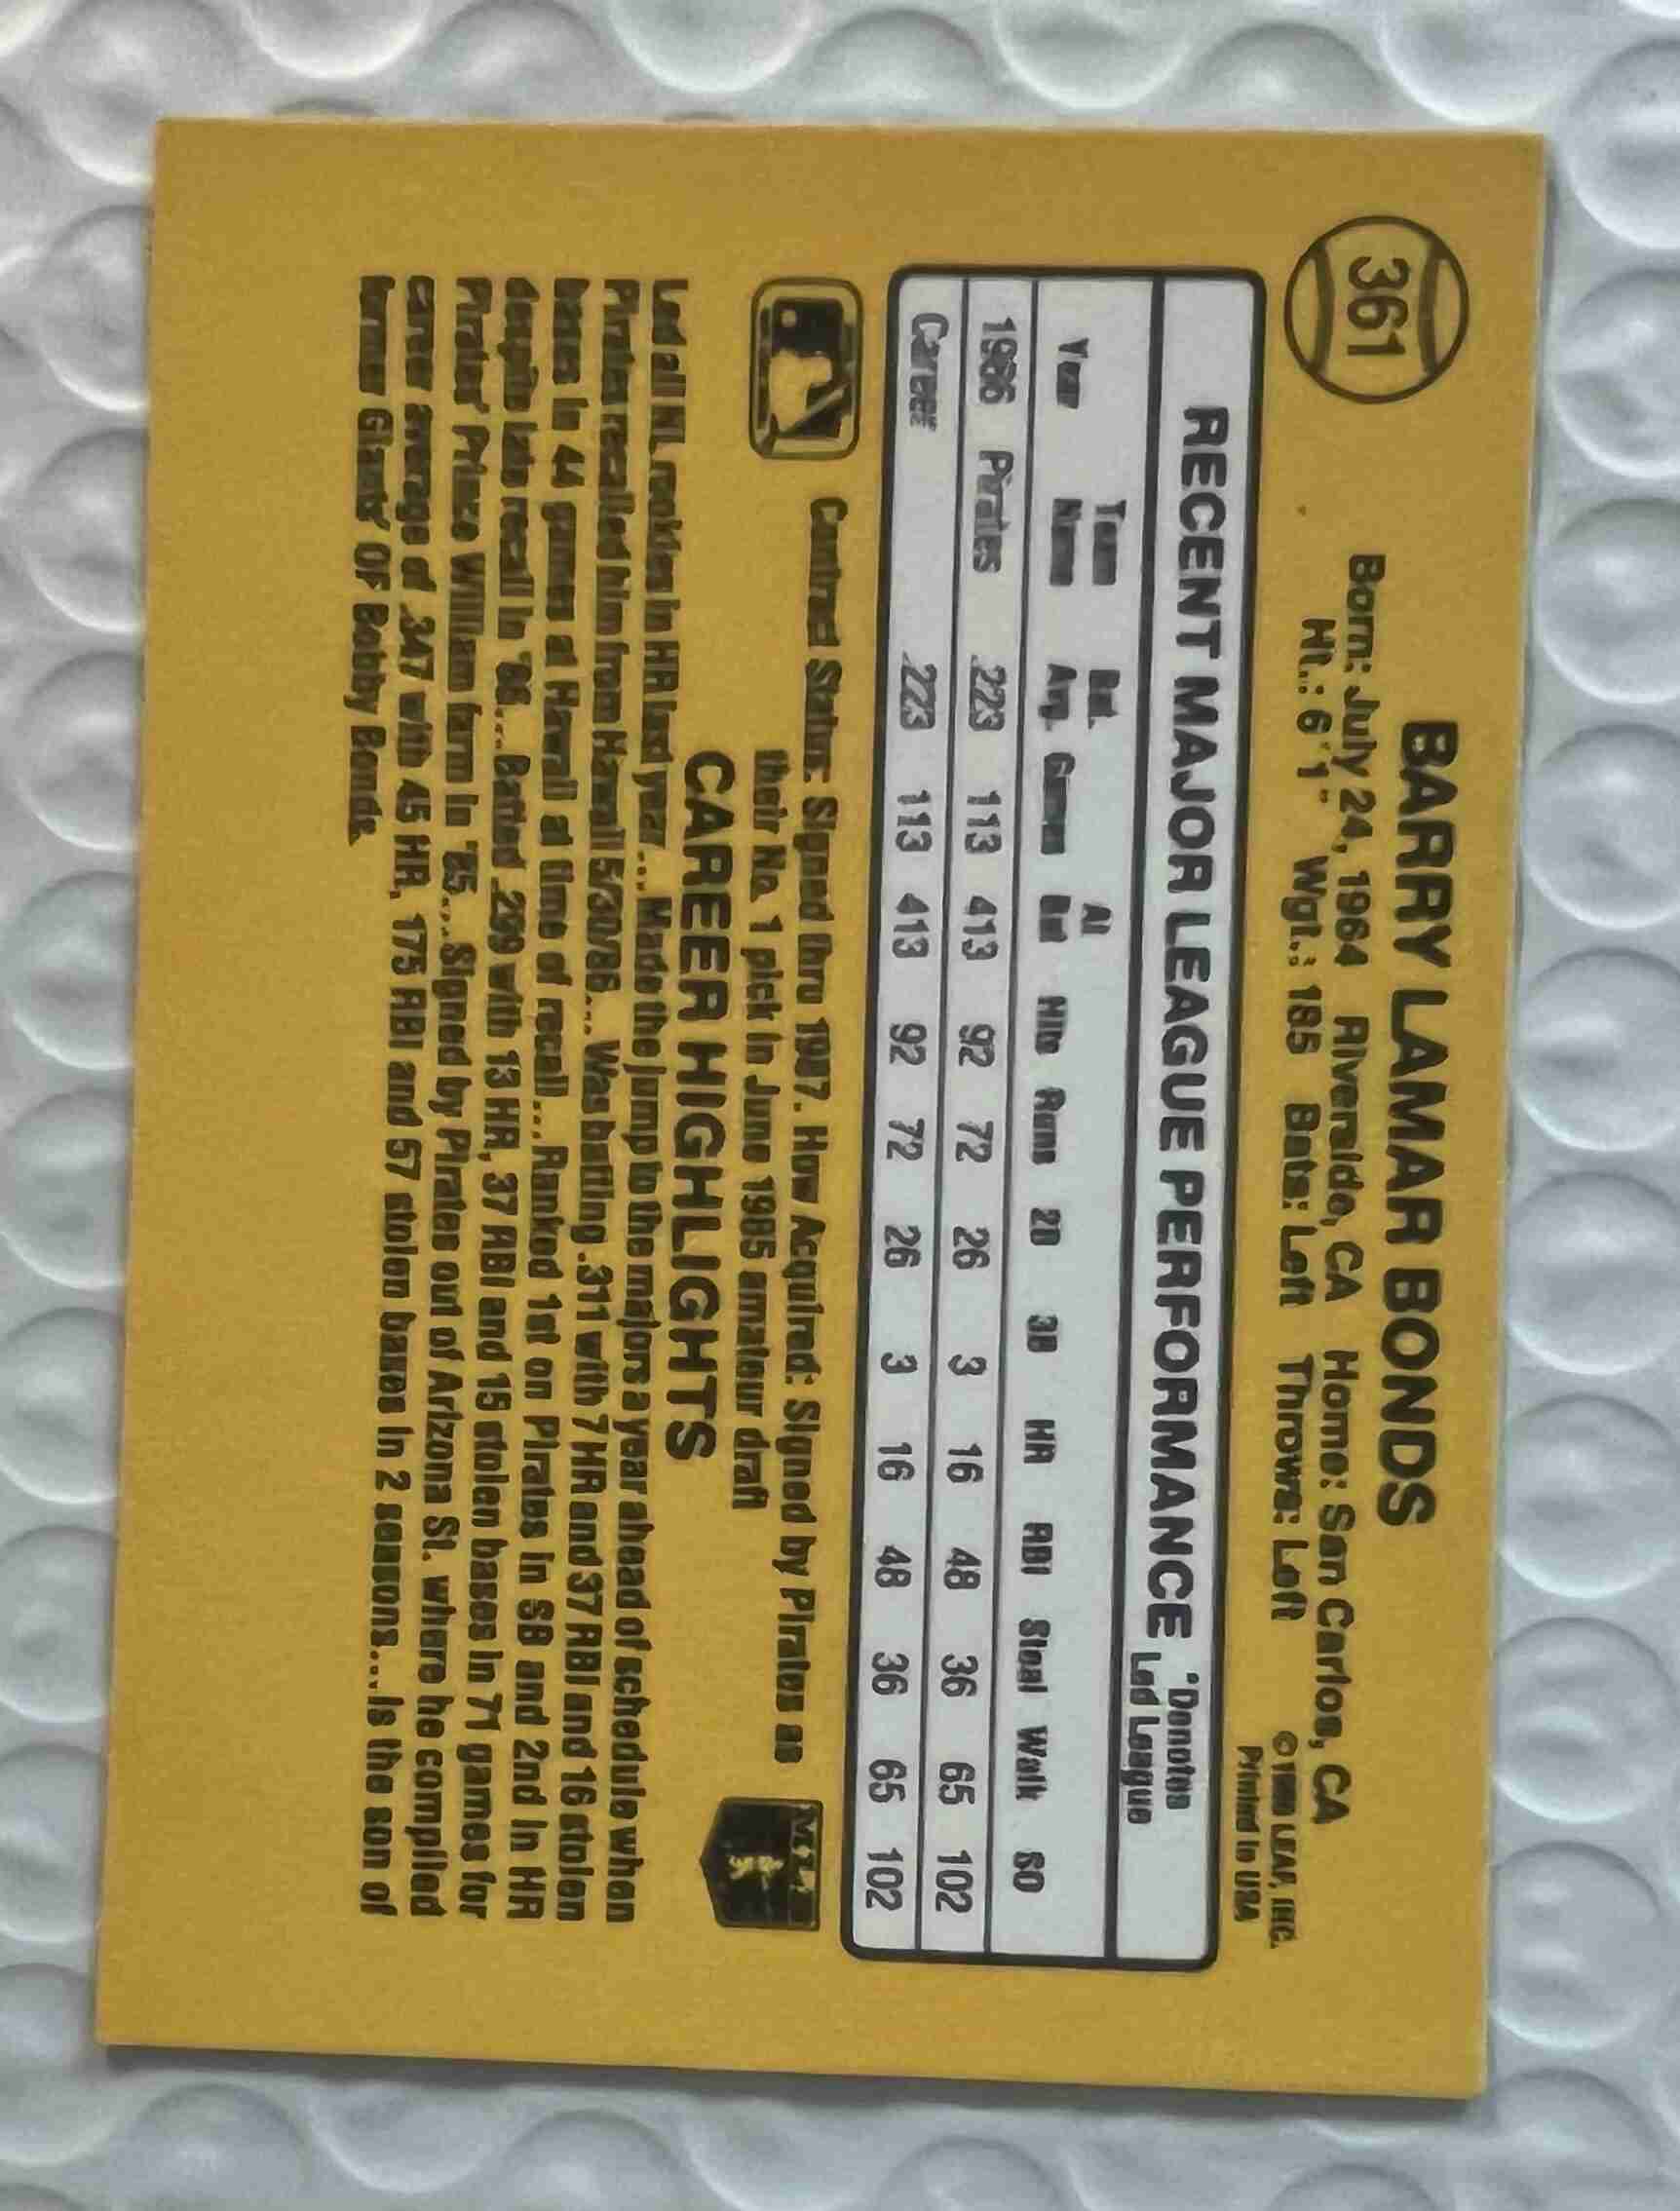 361
BARRY LAMAR BONDS
Born: July 24, 1964 Riverside, CA Home: San Carlos, CA
Ht.: 6'1" Wgt.: 185 Bats: Left Throws: Left
LEAF, INC.
Printed in USA
RECENT MAJOR LEAGUE PERFORMANCE *Denotes Led League
Year Team Name Bat. Avg. Games At Bat Hits Runs 2B 3B HR RBI Steal Walk SO
1986 Pirates .223 113 413 92 72 26 3 16 48 36 65 102
Career .223 113 413 92 72 26 3 16 48 36 65 102
Contract Status: Signed thru 1987. How Acquired: Signed by Pirates as
their No. 1 pick in June 1985 amateur draft
MLPA
CAREER HIGHLIGHTS
Led all NL rookies in HR last year.... Made the jump to the majors a year ahead of schedule when
Pirates recalled him from Hawaii 5/30/86.... Was batting .311 with 7 HR and 37 RBI and 16 stolen
bases in 44 games at Hawaii at time of recall.... Ranked 1st on Pirates in SB and 2nd in HR
despite late recall in '86.... Batted .299 with 13 HR, 37 RBI and 15 stolen bases in 71 games for
Pirates' Prince William farm in '85....Signed by Pirates out of Arizona St. where he compiled
career average of .347 with 45 HR, 175 RBI and 57 stolen bases in 2 seasons....Is the son of
former Giants' OF Bobby Bonds.